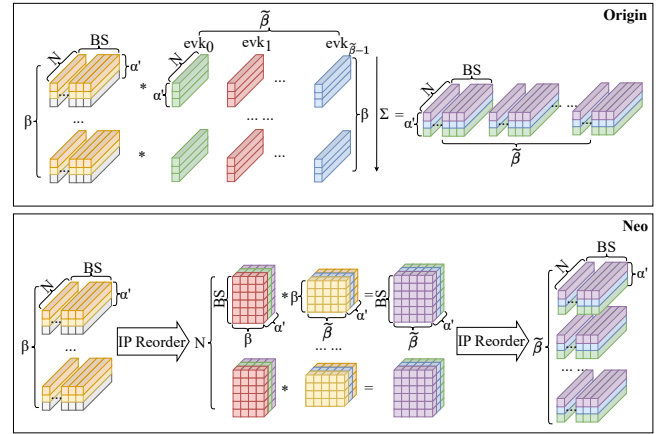 Origin
β̃
evk0 evk1 evkβ̃-1
N BS α' N α' β * ... β Σ = N BS α'
... ... ... ...
... ... ...
* ...
β̃
Neo
N BS α' β ... IP Reorder N BS * β = BS IP Reorder N BS α' β̃
β α' β̃ α' β̃ α'
... ...
* =
... ...